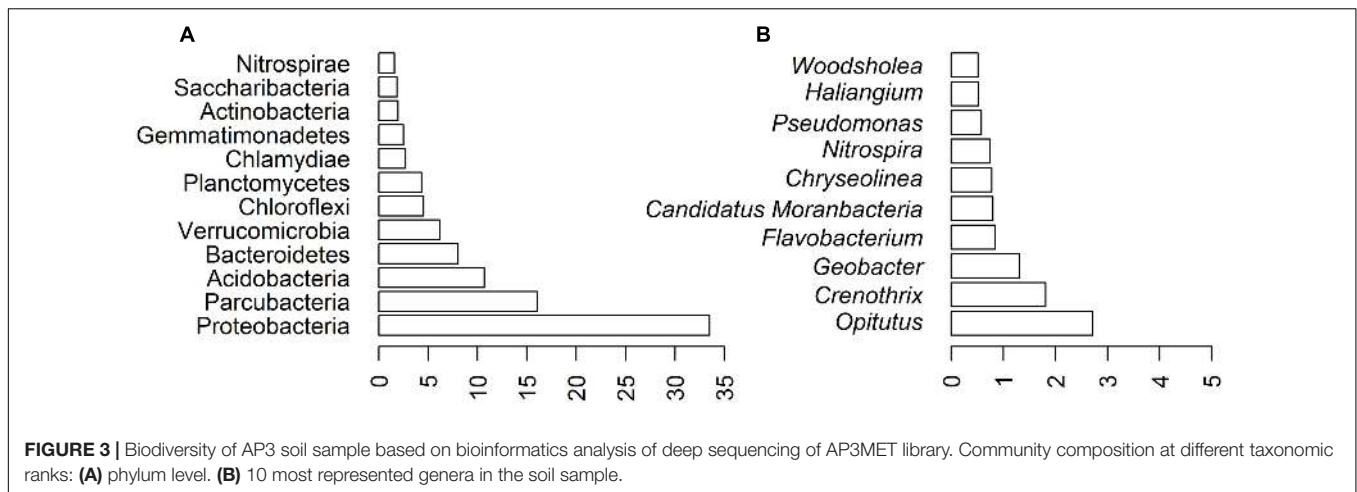 A
Nitrospirae
Saccharibacteria
Actinobacteria
Gemmatimonadetes
Chlamydiae
Planctomycetes
Chloroflexi
Verrucomicrobia
Bacteroidetes
Acidobacteria
Parcubacteria
Proteobacteria
0 5 10 15 20 25 30 35
B
Woodsholea
Haliangium
Pseudomonas
Nitrospira
Chryseolinea
Candidatus Moranbacteria
Flavobacterium
Geobacter
Crenothrix
Opitutus
0 1 2 3 4 5
FIGURE 3 | Biodiversity of AP3 soil sample based on bioinformatics analysis of deep sequencing of AP3MET library. Community composition at different taxonomic
ranks: (A) phylum level. (B) 10 most represented genera in the soil sample.